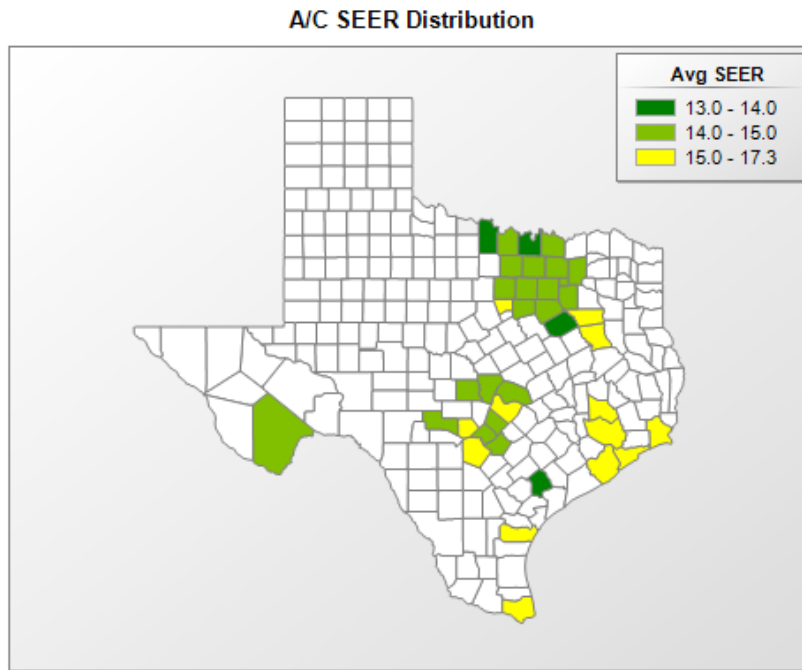 A/C SEER Distribution
Avg SEER
13.0 - 14.0
14.0 - 15.0
15.0 - 17.3